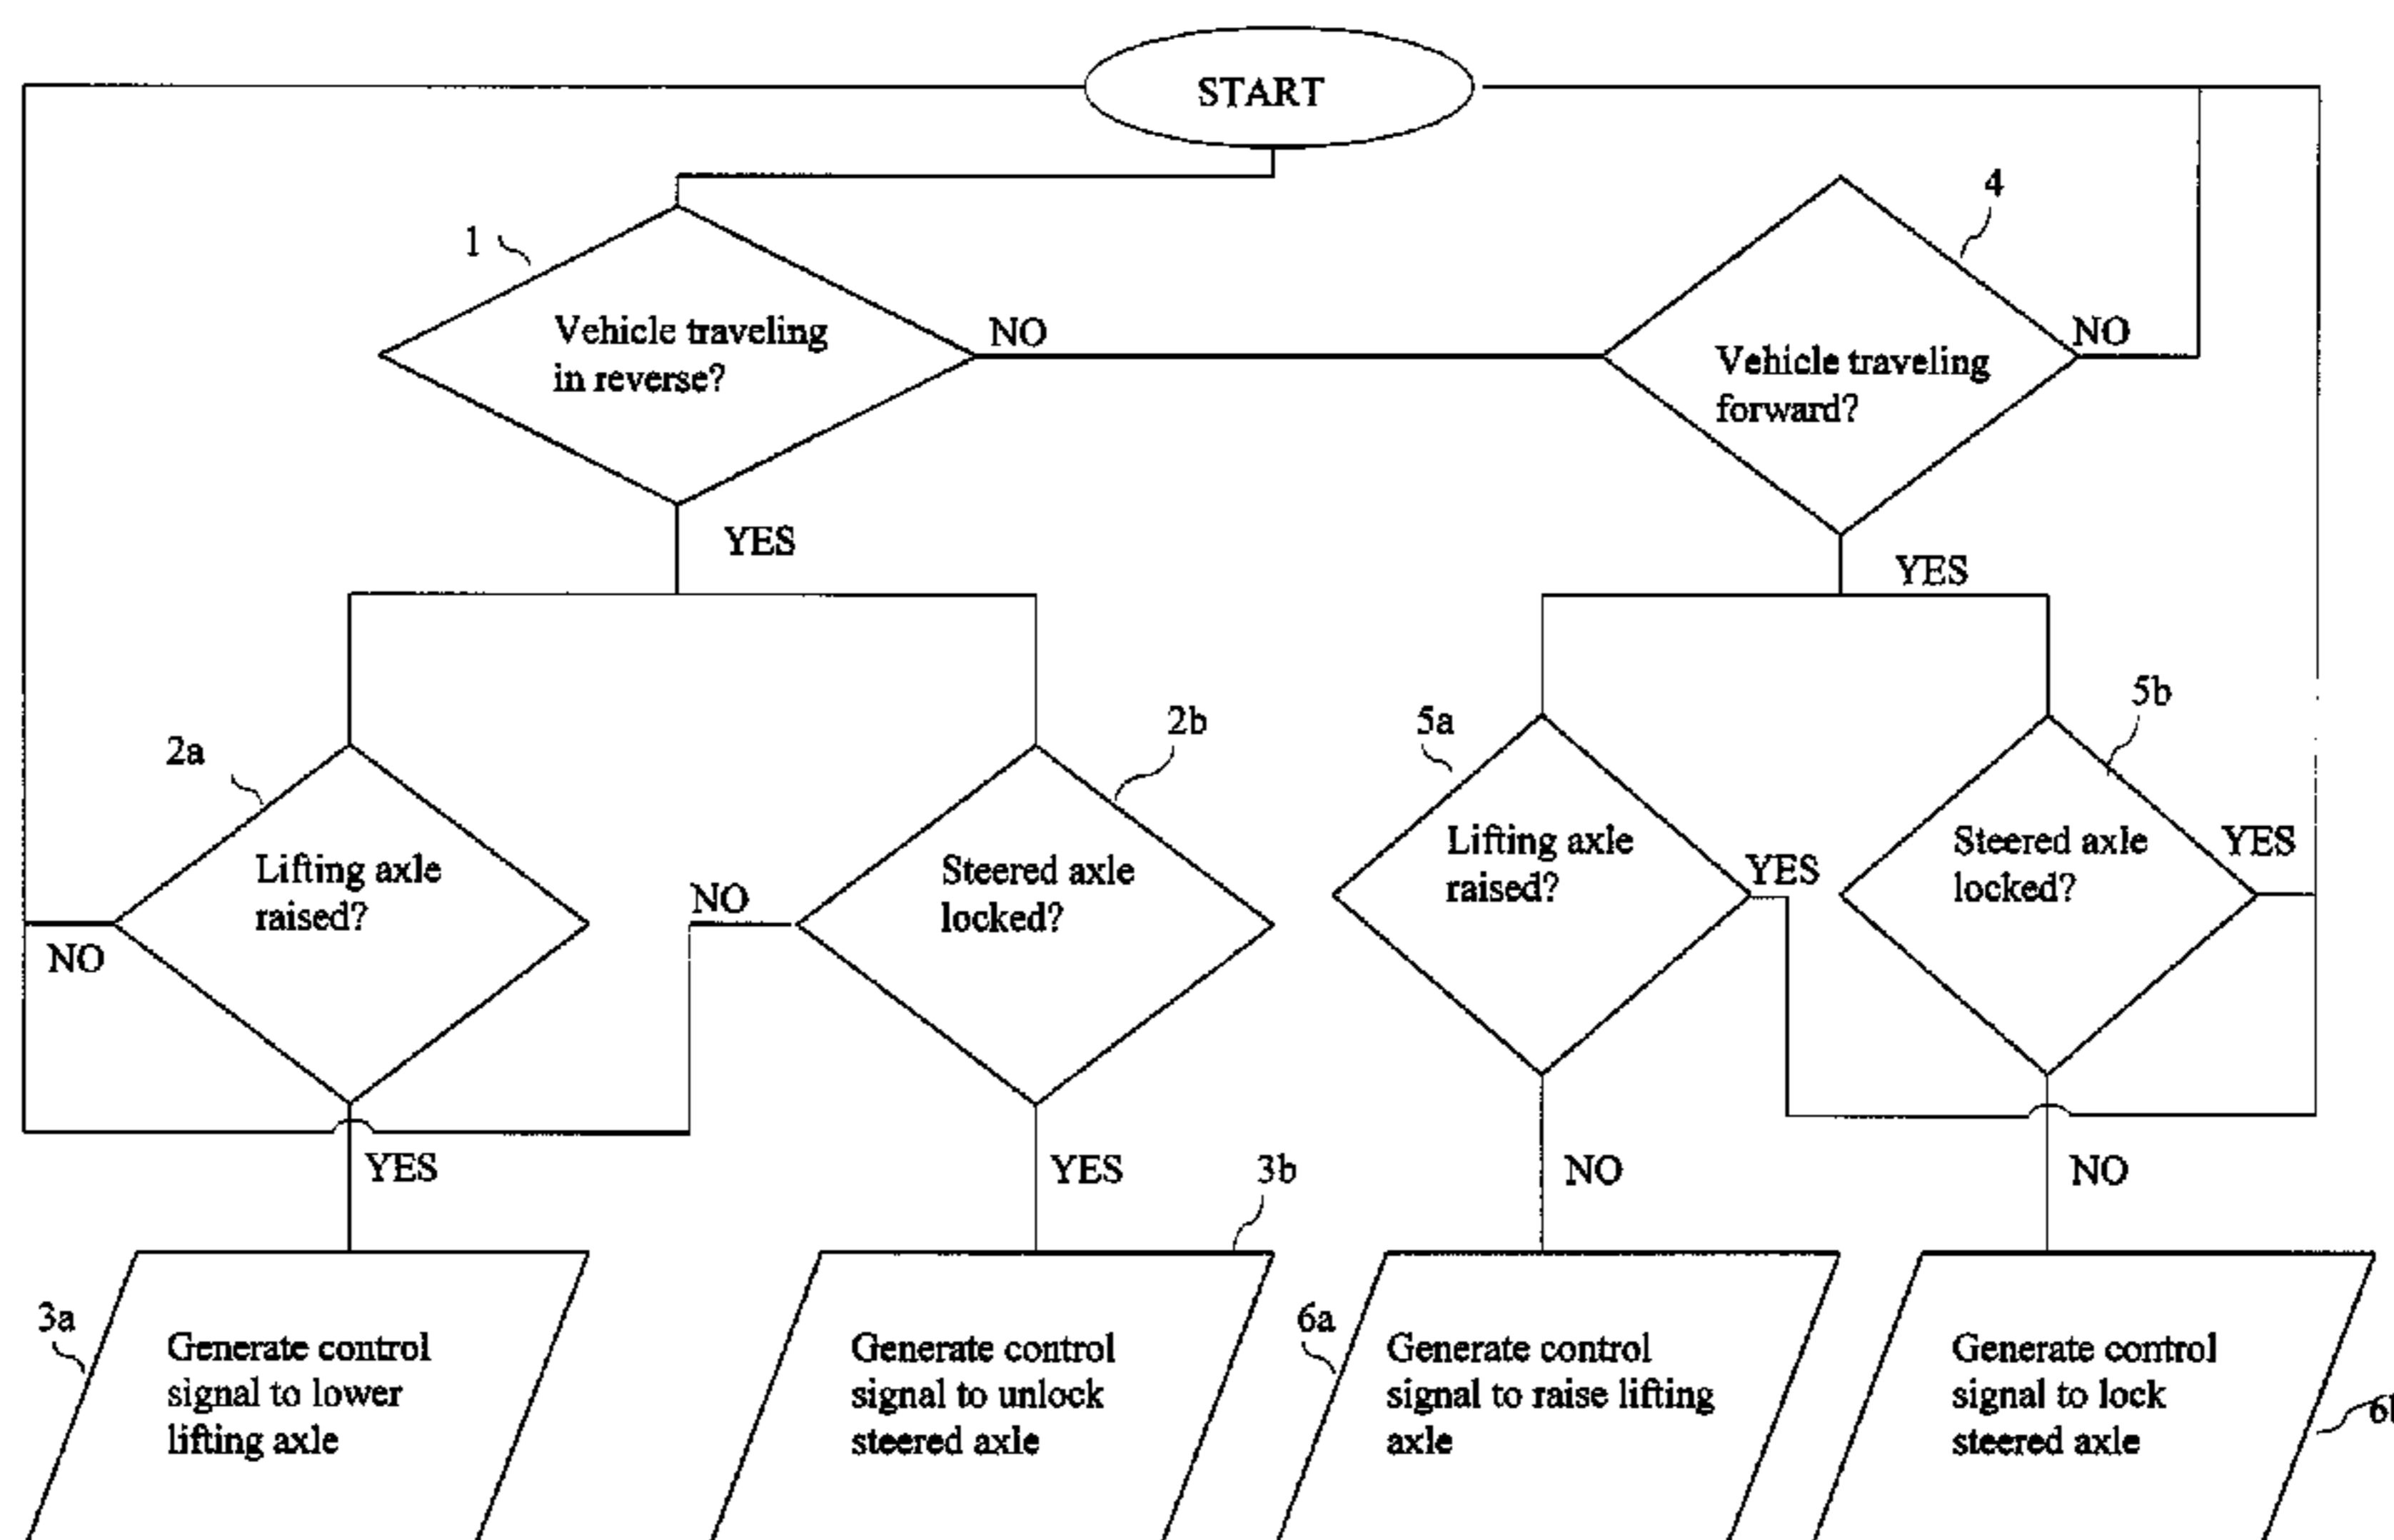 START
1
Vehicle traveling
in reverse?
NO
4
Vehicle traveling
forward?
NO
YES
YES
2a
Lifting axle
raised?
NO
2b
Steered axle
locked?
NO
5a
Lifting axle
raised?
YES
5b
Steered axle
locked?
YES
YES
YES
NO
NO
3a
Generate control
signal to lower
lifting axle
3b
Generate control
signal to unlock
steered axle
6a
Generate control
signal to raise lifting
axle
Generate control
signal to lock
steered axle